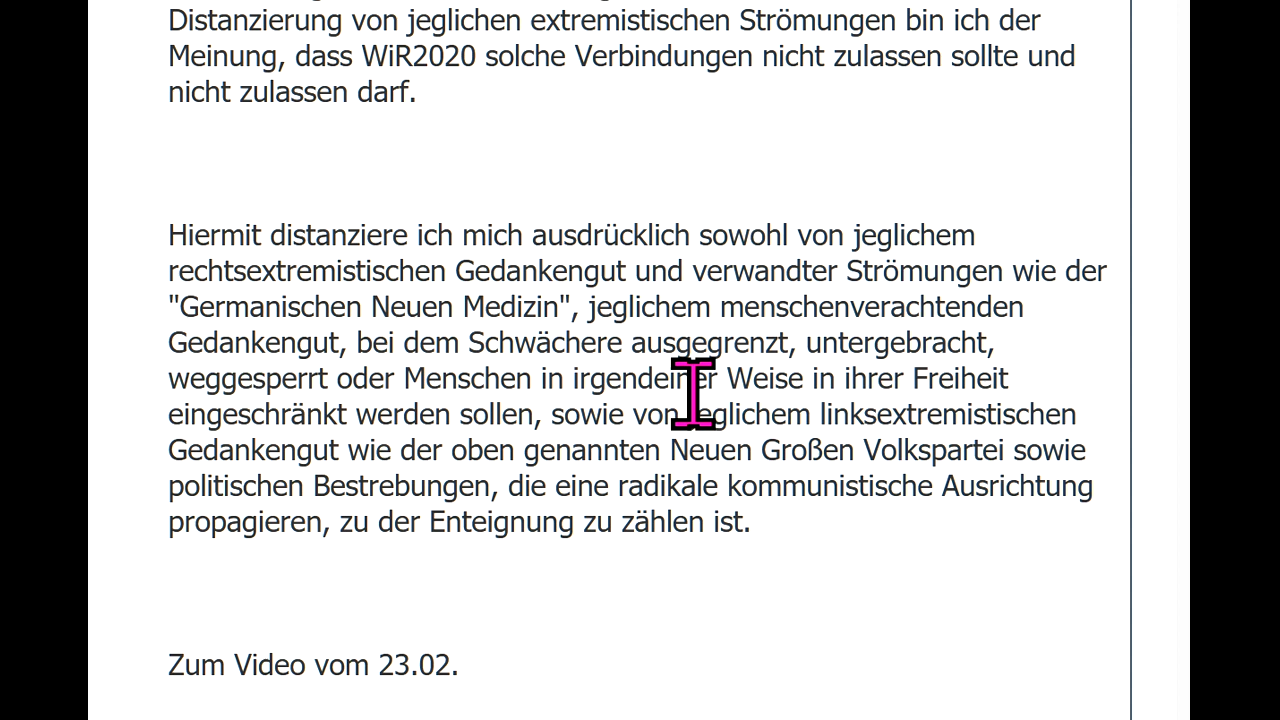 Distanzierung von jeglichen extremistischen Strömungen bin ich der
Meinung, dass WiR2020 solche Verbindungen nicht zulassen sollte und
nicht zulassen darf.
Hiermit distanziere ich mich ausdrücklich sowohl von jeglichem
rechtsextremistischen Gedankengut und verwandter Strömungen wie der
"Germanischen Neuen Medizin", jeglichem menschenverachtenden
Gedankengut, bei dem Schwächere ausgegrenzt, untergebracht,
weggesperrt oder Menschen in irgendeiner Weise in ihrer Freiheit
eingeschränkt werden sollen, sowie von jeglichem linksextremistischen
Gedankengut wie der oben genannten Neuen Großen Volkspartei sowie
politischen Bestrebungen, die eine radikale kommunistische Ausrichtung
propagieren, zu der Enteignung zu zählen ist.
Zum Video vom 23.02.